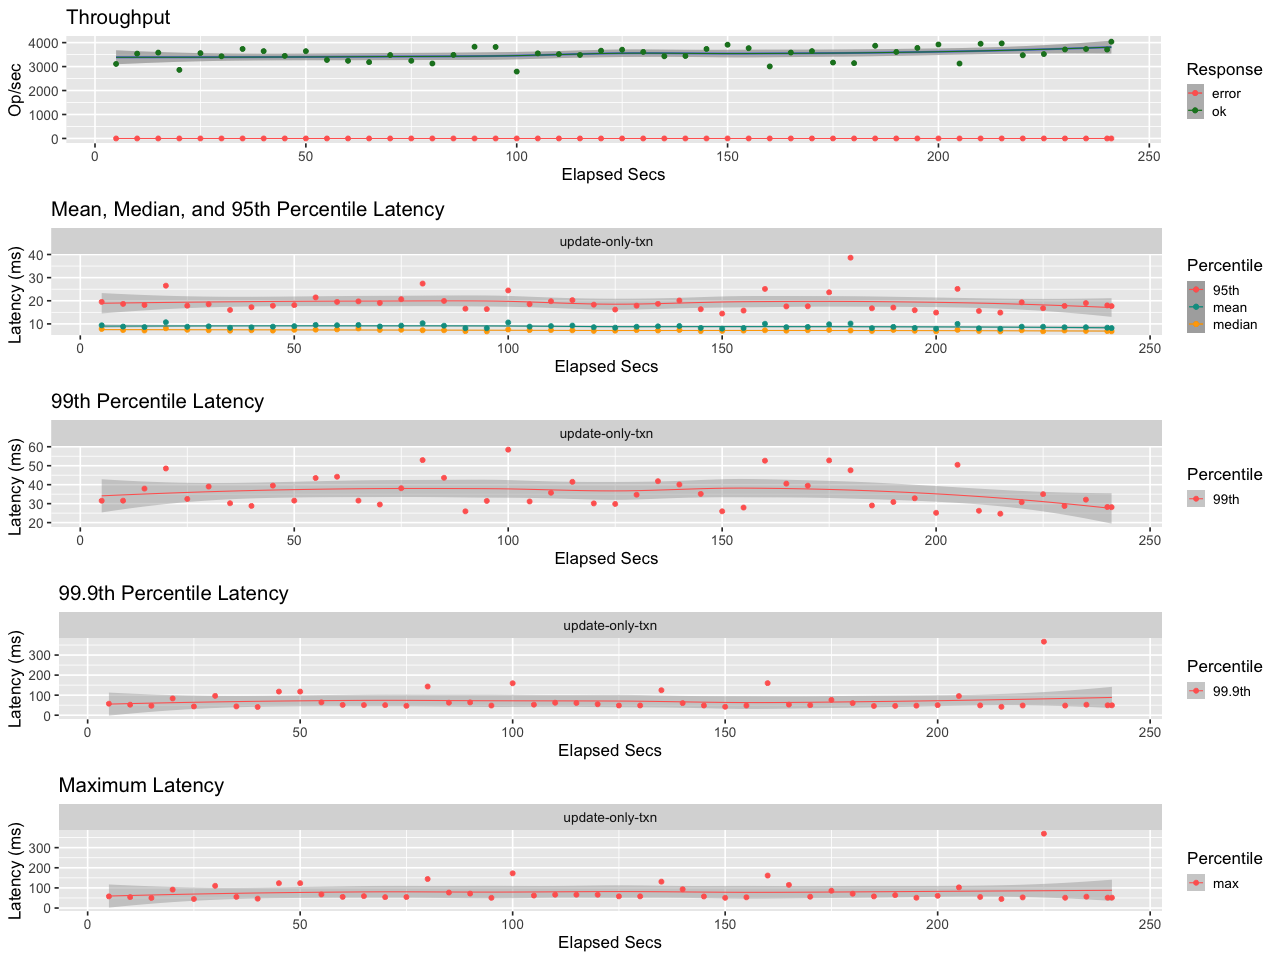 Throughput
4000
3000
2000
1000
0
Op/sec
0 50 100 150 200 250
Elapsed Secs
Response
error
ok
Mean, Median, and 95th Percentile Latency
update-only-txn
40
30
20
10
Latency (ms)
0 50 100 150 200 250
Elapsed Secs
Percentile
95th
mean
median
99th Percentile Latency
update-only-txn
60
50
40
30
20
Latency (ms)
0 50 100 150 200 250
Elapsed Secs
Percentile
99th
99.9th Percentile Latency
update-only-txn
300
200
100
0
Latency (ms)
0 50 100 150 200 250
Elapsed Secs
Percentile
99.9th
Maximum Latency
update-only-txn
300
200
100
0
Latency (ms)
0 50 100 150 200 250
Elapsed Secs
Percentile
max